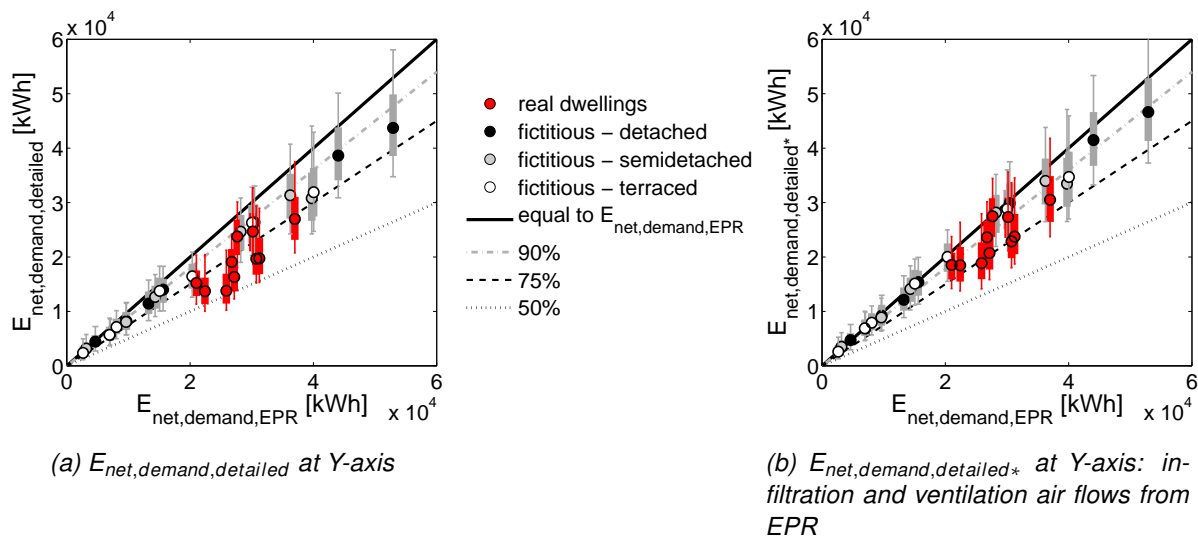 x 10^4
6
5
4
3
2
1
0
E_net,demand,detailed [kWh]
0 2 4 6
E_net,demand,EPR [kWh]
x 10^4
real dwellings
fictitious − detached
fictitious − semidetached
fictitious − terraced
equal to E_net,demand,EPR
90%
75%
50%
x 10^4
6
5
4
3
2
1
0
E_net,demand,detailed* [kWh]
0 2 4 6
E_net,demand,EPR [kWh]
x 10^4
(a) E_net,demand,detailed at Y-axis
(b) E_net,demand,detailed∗ at Y-axis: in-
filtration and ventilation air flows from
EPR